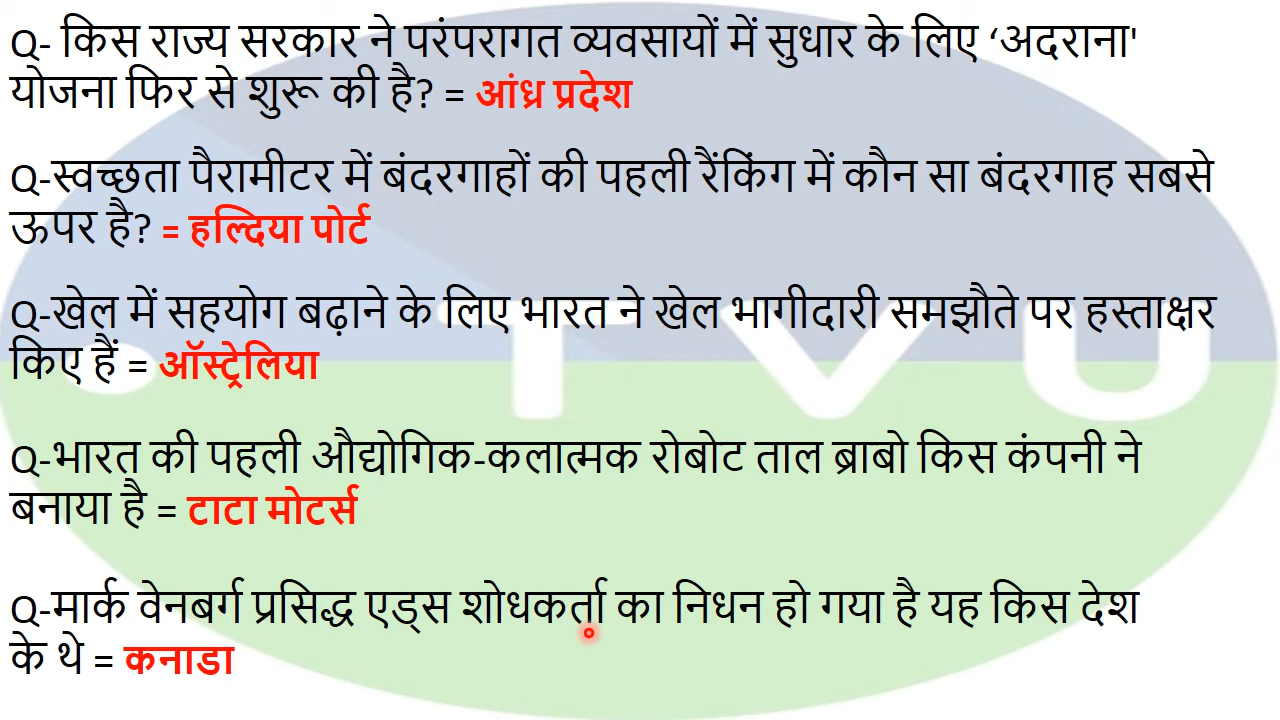 Q- किस राज्य सरकार ने परंपरागत व्यवसायों में सुधार के लिए ‘अदराना'
योजना फिर से शुरू की है? = आंध्र प्रदेश
Q-स्वच्छता पैरामीटर में बंदरगाहों की पहली रैंकिंग में कौन सा बंदरगाह सबसे
ऊपर है? = हल्दिया पोर्ट
Q-खेल में सहयोग बढ़ाने के लिए भारत ने खेल भागीदारी समझौते पर हस्ताक्षर
किए हैं = ऑस्ट्रेलिया
TVU
Q-भारत की पहली औद्योगिक-कलात्मक रोबोट ताल ब्राबो किस कंपनी ने
बनाया है = टाटा मोटर्स
Q-मार्क वेनबर्ग प्रसिद्ध एड्स शोधकर्ता का निधन हो गया है यह किस देश
के थे = कनाडा